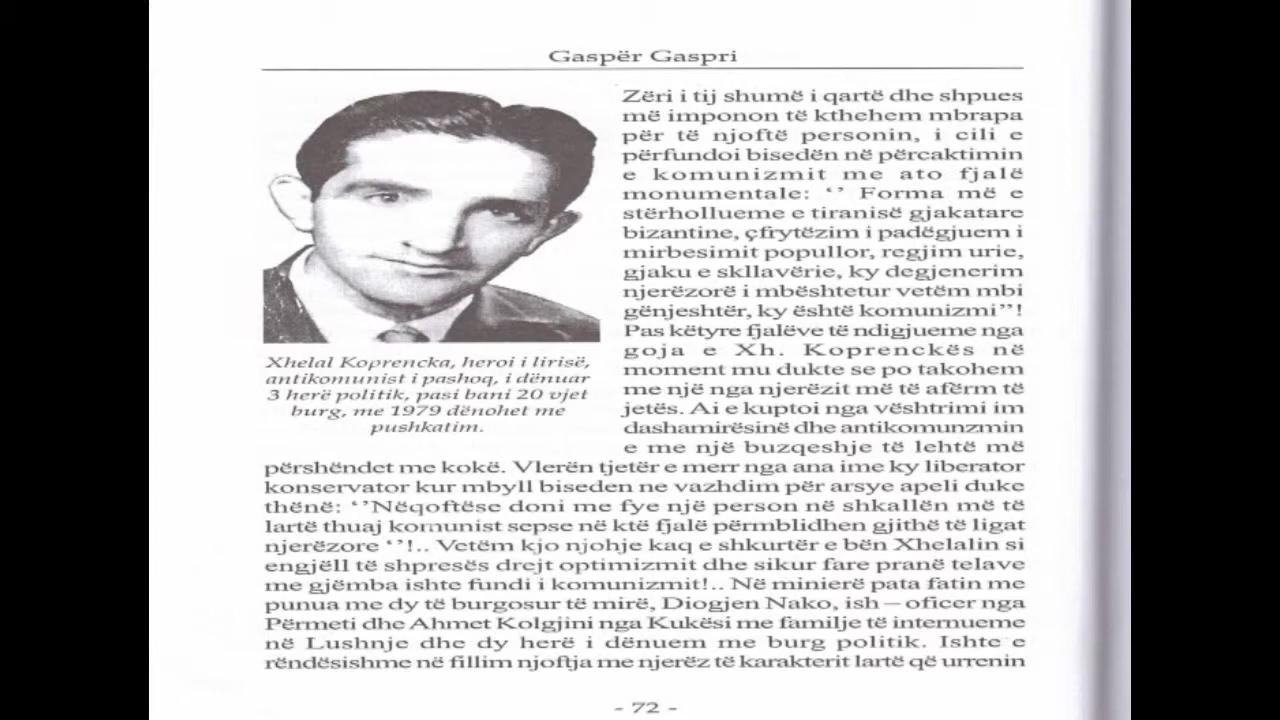 Gaspër Gaspri
Zëri i tij shumë i qartë dhe shpues
më imponon të kthehem mbrapa
për të njoftë personin, i cili e
përfundoi bisedën në përcaktimin
e komunizmit me ato fjalë
monumentale: ‘’ Forma më e
stërhollueme e tiranisë gjakatare
bizantine, çfrytëzim i padëgjuem i
mirbesimit popullor, regjim urie,
gjaku e skllavërie, ky degjenerim
njerëzorë i mbështetur vetëm mbi
gënjeshtër, ky është komunizmi’’!
Pas këtyre fjalëve të ndigjueme nga
goja e Xh. Koprenckës në
moment mu dukte se po takohem
me një nga njerëzit më të afërm të
jetës. Ai e kuptoi nga vështrimi im
dashamirësinë dhe antikomunzmin
e me një buzqeshje të lehtë më
Xhelal Koprencka, heroi i lirisë,
antikomunist i pashoq, i dënuar
3 herë politik, pasi bani 20 vjet
burg, me 1979 dënohet me
pushkatim.
përshëndet me kokë. Vlerën tjetër e merr nga ana ime ky liberator
konservator kur mbyll biseden ne vazhdim për arsye apeli duke
thënë: ‘’Nëqoftëse doni me fye një person në shkallën më të
lartë thuaj komunist sepse në ktë fjalë përmblidhen gjithë të ligat
njerëzore ‘’!.. Vetëm kjo njohje kaq e shkurtër e bën Xhelalin si
engjëll të shpresës drejt optimizmit dhe sikur fare pranë telave
me gjëmba ishte fundi i komunizmit!.. Në minierë pata fatin me
punua me dy të burgosur të mirë, Diogjen Nako, ish – oficer nga
Përmeti dhe Ahmet Kolgjini nga Kukësi me familje të internueme
në Lushnje dhe dy herë i dënuem me burg politik. Ishte e
rëndësishme në fillim njoftja me njerëz të karakterit lartë që urrenin
- 72 -